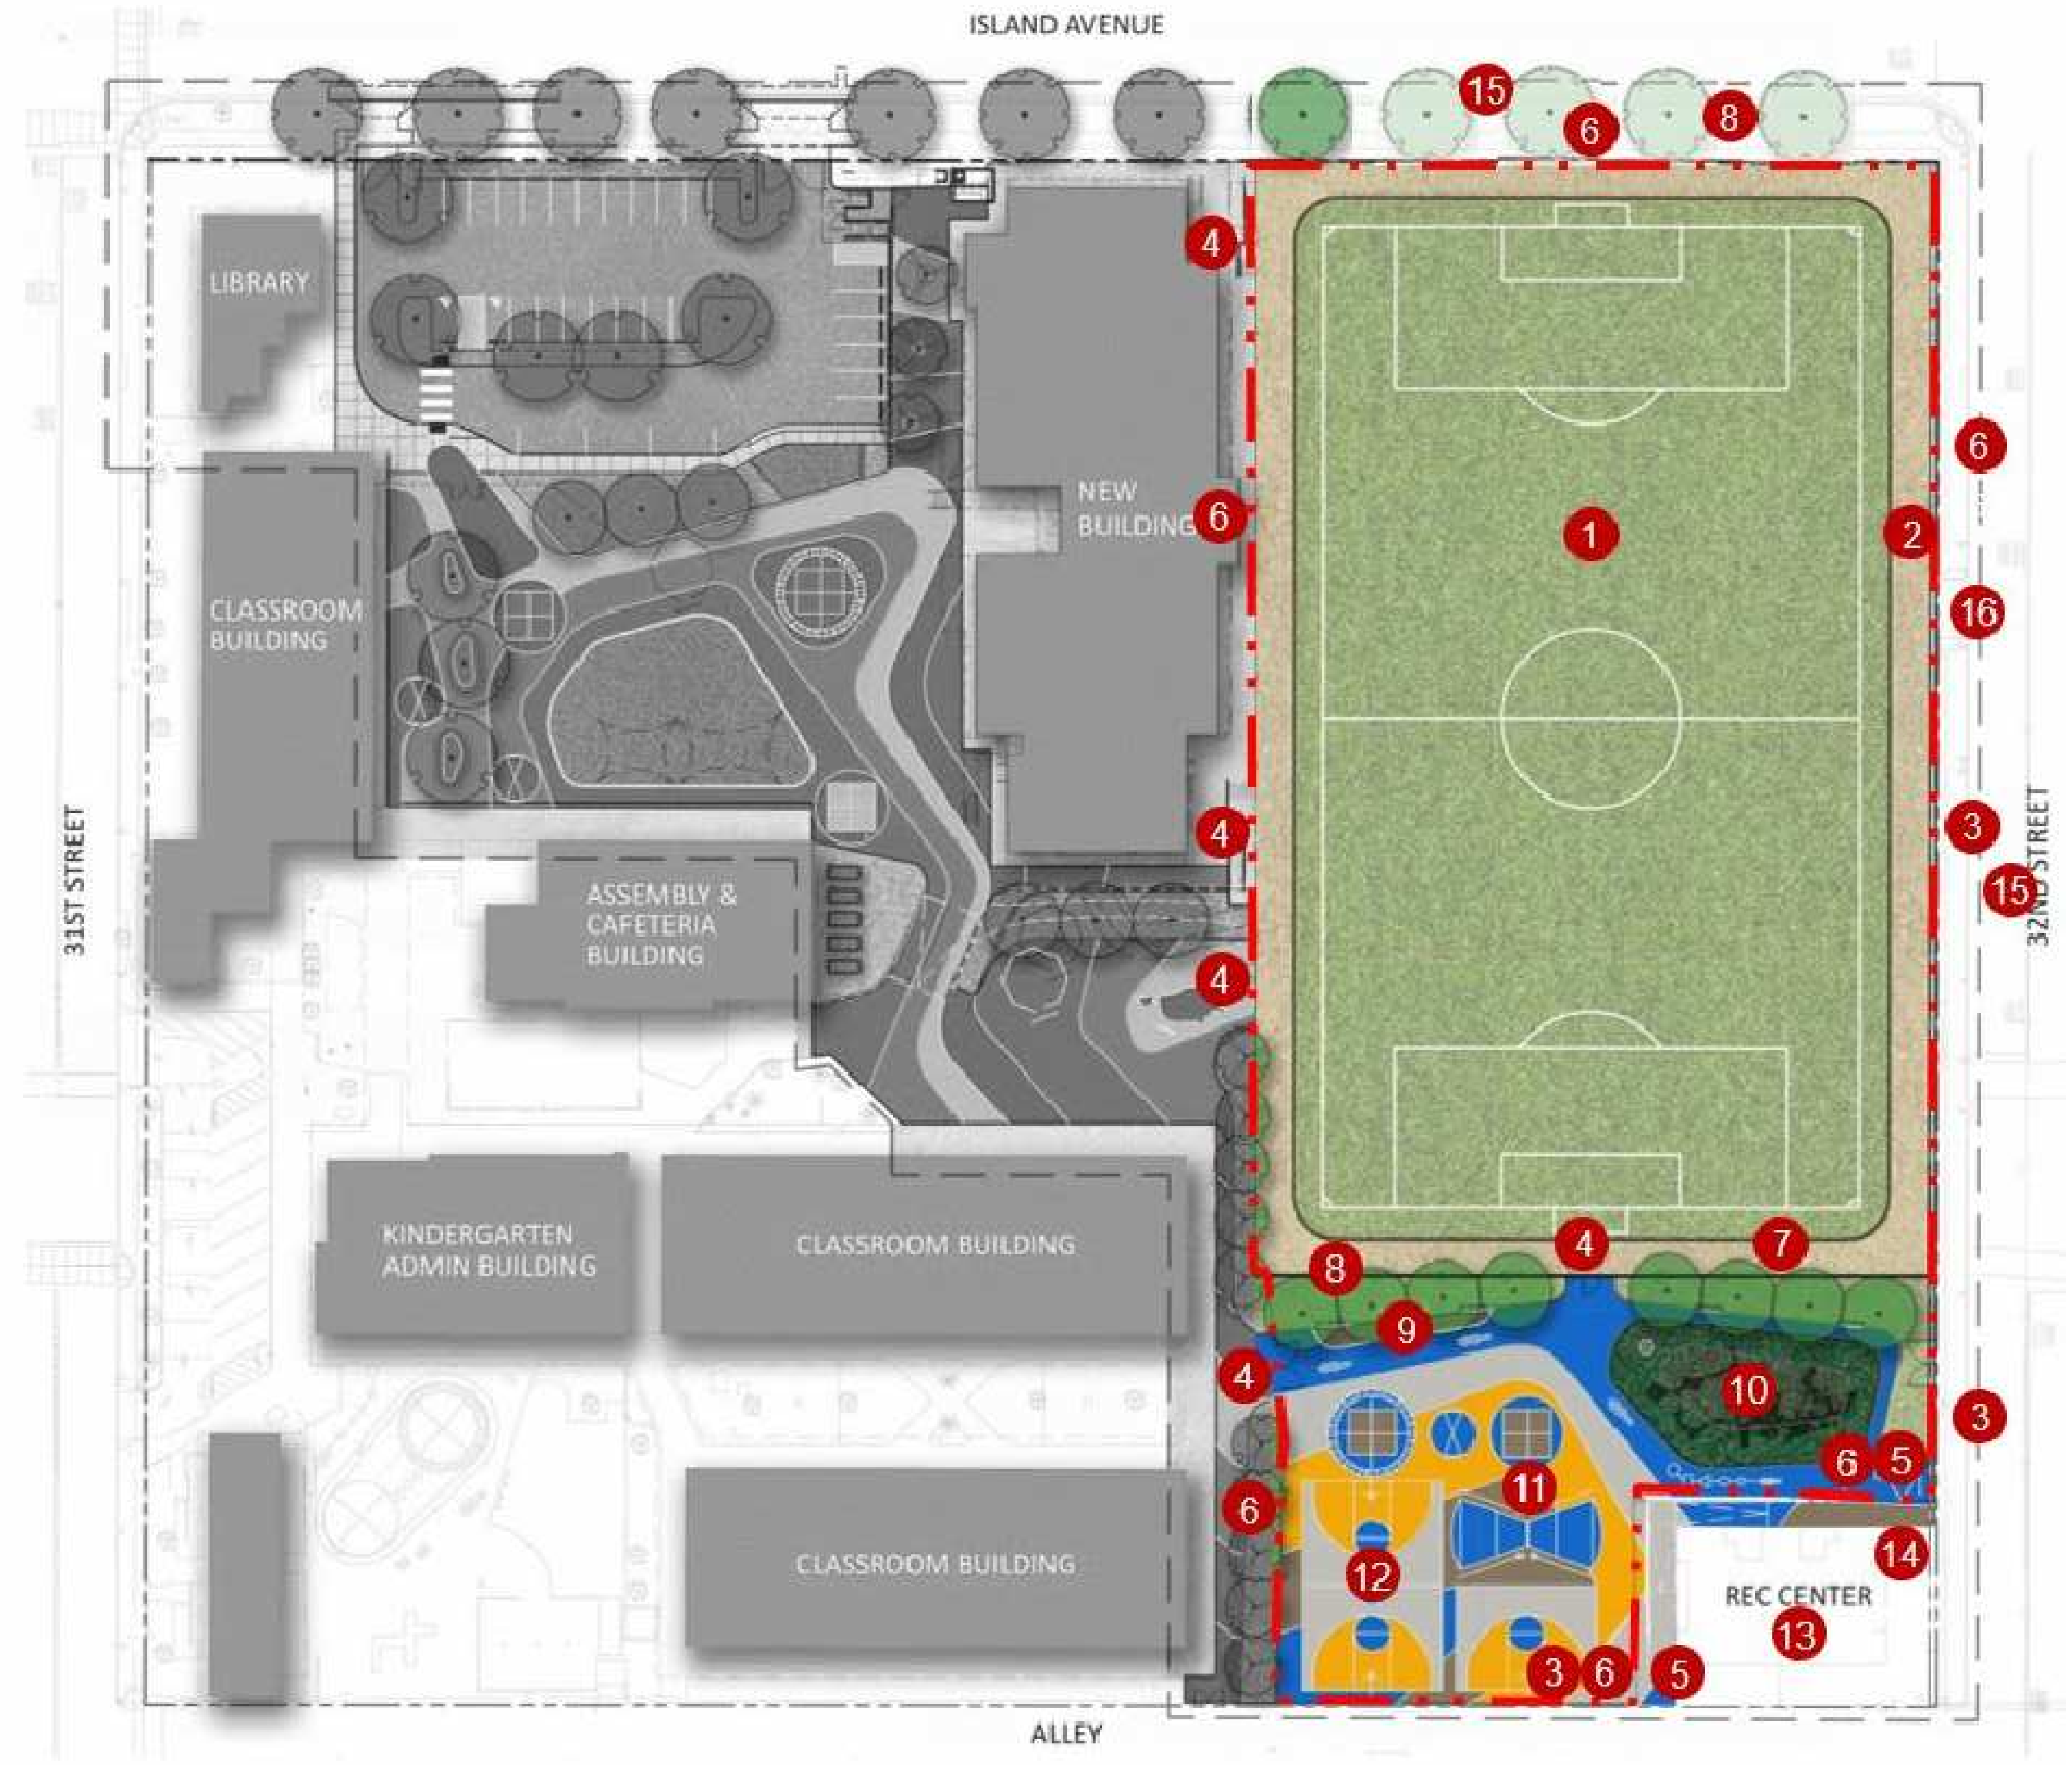 ISLAND AVENUE
15
6
8
4
LIBRARY
6
NEW
BUILDING
6
1
2
CLASSROOM
BUILDING
16
31ST STREET
4
3
32ND STREET
15
ASSEMBLY &
CAFETERIA
BUILDING
4
KINDERGARTEN
ADMIN BUILDING
CLASSROOM BUILDING
8
4
7
9
4
10
3
6
5
11
6
12
CLASSROOM BUILDING
14
REC CENTER
13
3
6
5
ALLEY